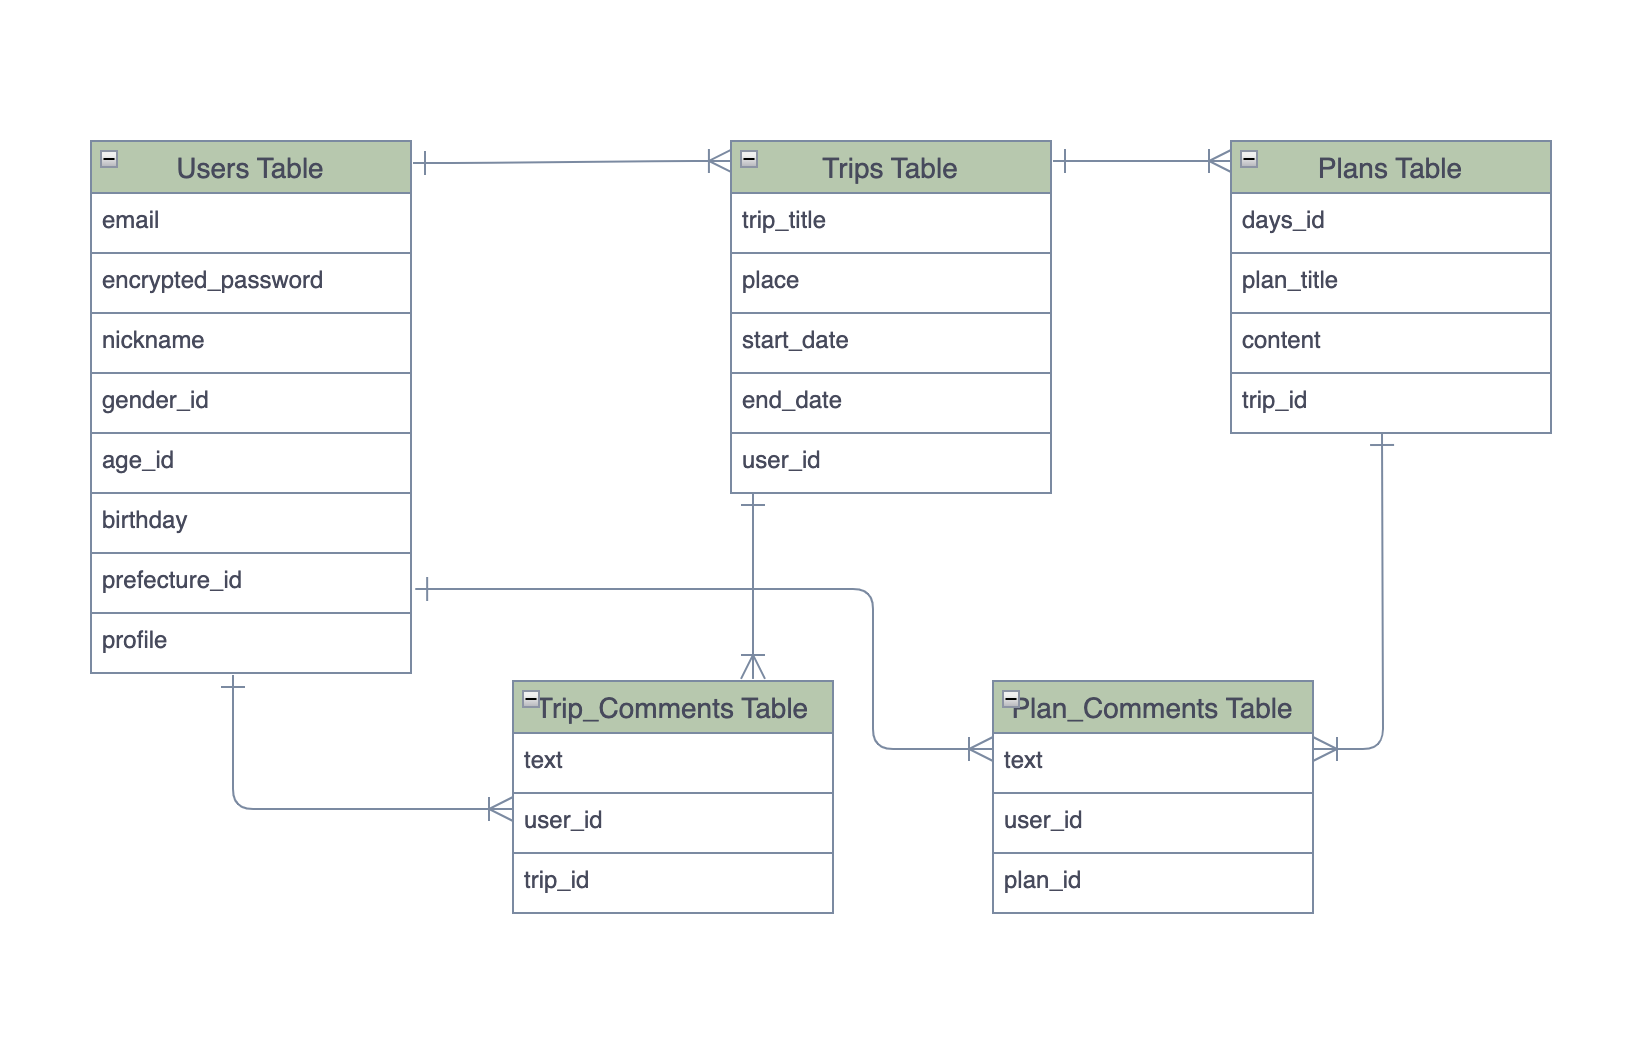 Users Table
email
encrypted_password
nickname
gender_id
age_id
birthday
prefecture_id
profile
Trips Table
trip_title
place
start_date
end_date
user_id
Plans Table
days_id
plan_title
content
trip_id
Trip_Comments Table
text
user_id
trip_id
Plan_Comments Table
text
user_id
plan_id